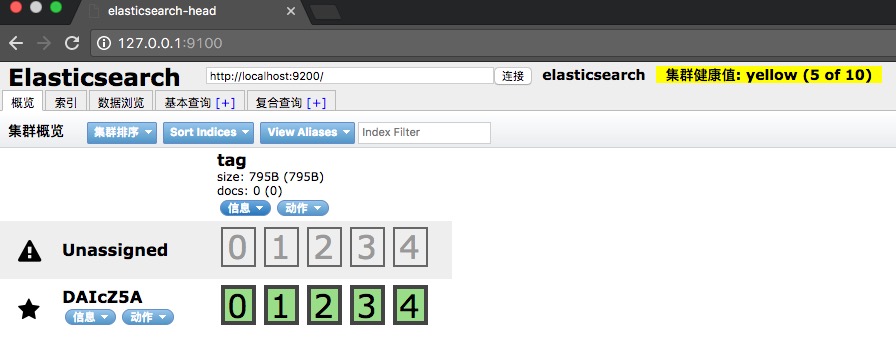 elasticsearch-head
127.0.0.1:9100
Elasticsearch http://localhost:9200/ 连接 elasticsearch 集群健康值: yellow (5 of 10)
概览 索引 数据浏览 基本查询 [+] 复合查询 [+]
集群概览 集群排序 Sort Indices View Aliases Index Filter
tag
size: 795B (795B)
docs: 0 (0)
信息 动作
Unassigned 0 1 2 3 4
DAIcZ5A 0 1 2 3 4
信息 动作